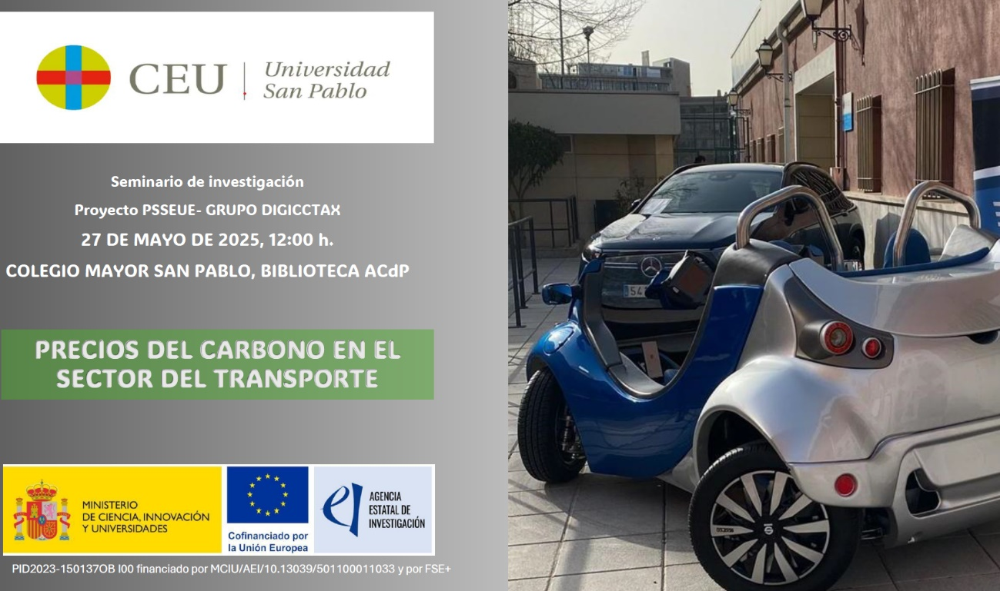 CEU
Universidad
San Pablo
Seminario de investigación
Proyecto PSSEUE- GRUPO DIGICCTAX
27 DE MAYO DE 2025, 12:00 h.
COLEGIO MAYOR SAN PABLO, BIBLIOTECA ACdP
PRECIOS DEL CARBONO EN EL
SECTOR DEL TRANSPORTE
MINISTERIO
DE CIENCIA, INNOVACIÓN
Y UNIVERSIDADES
Cofinanciado por
la Unión Europea
AGENCIA
ESTATAL DE
INVESTIGACIÓN
PID2023-150137OB I00 financiado por MCIU/AEI/10.13039/501100011033 y por FSE+
54